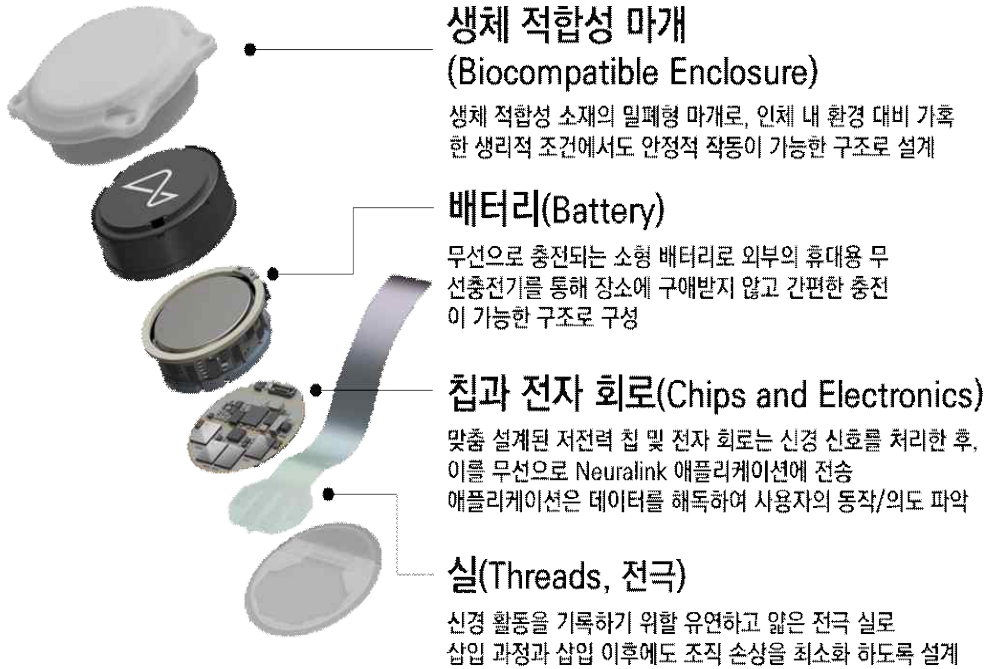 생체 적합성 마개
(Biocompatible Enclosure)
생체 적합성 소재의 밀폐형 마개로, 인체 내 환경 대비 가혹
한 생리적 조건에서도 안정적 작동이 가능한 구조로 설계
배터리(Battery)
무선으로 충전되는 소형 배터리로 외부의 휴대용 무
선충전기를 통해 장소에 구애받지 않고 간편한 충전
이 가능한 구조로 구성
칩과 전자 회로(Chips and Electronics)
맞춤 설계된 저전력 칩 및 전자 회로는 신경 신호를 처리한 후,
이를 무선으로 Neuralink 애플리케이션에 전송
애플리케이션은 데이터를 해독하여 사용자의 동작/의도 파악
실(Threads, 전극)
신경 활동을 기록하기 위할 유연하고 얇은 전극 실로
삽입 과정과 삽입 이후에도 조직 손상을 최소화 하도록 설계